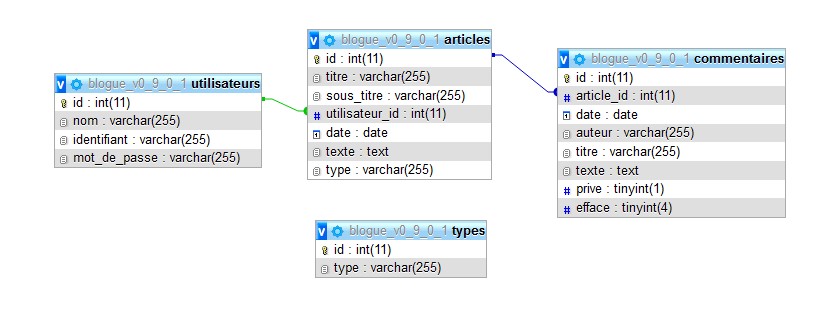 v blogue_v0_9_0_1 utilisateurs
id : int(11)
nom : varchar(255)
identifiant : varchar(255)
mot_de_passe : varchar(255)
v blogue_v0_9_0_1 articles
id : int(11)
titre : varchar(255)
sous_titre : varchar(255)
# utilisateur_id : int(11)
date : date
texte : text
type : varchar(255)
v blogue_v0_9_0_1 commentaires
id : int(11)
# article_id : int(11)
date : date
auteur : varchar(255)
titre : varchar(255)
texte : text
# prive : tinyint(1)
# efface : tinyint(4)
v blogue_v0_9_0_1 types
id : int(11)
type : varchar(255)